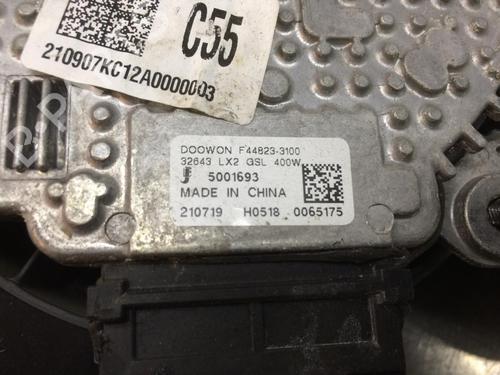 C55
210907KC12A0000003
DOOWON F44823-3100
32643 LX2 GSL 400W
5001693
MADE IN CHINA
210719 H0518 0065175